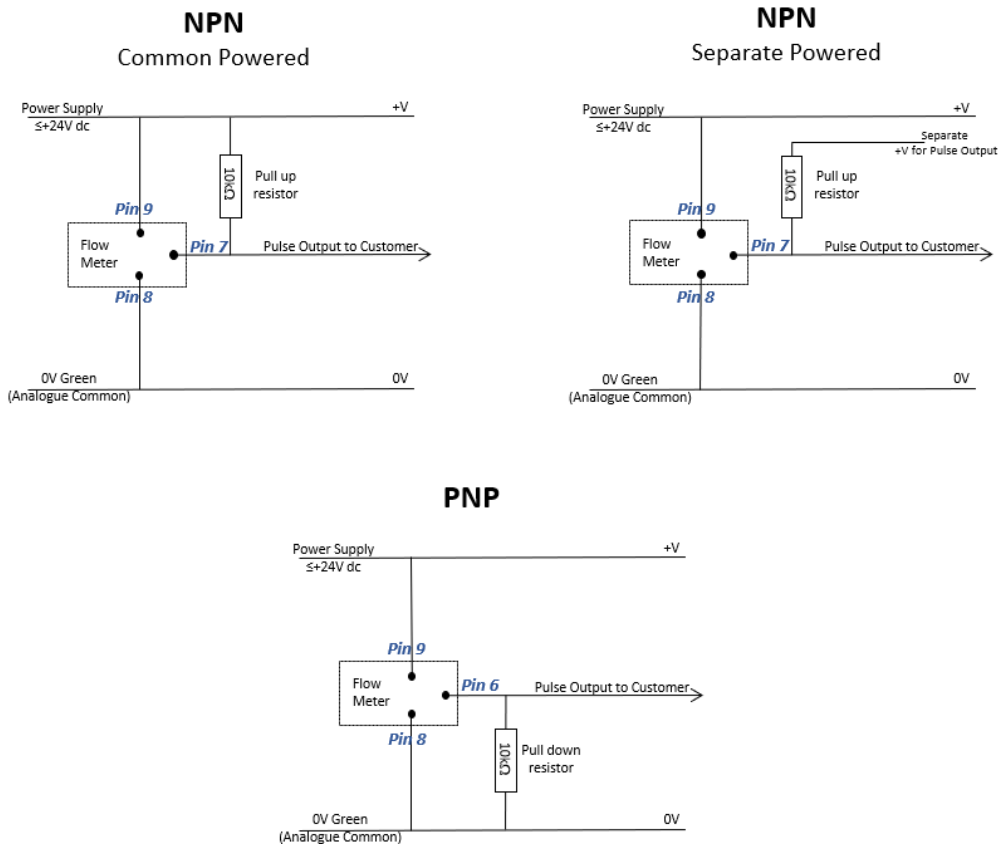 NPN
Common Powered
Power Supply
≤+24V dc
+V
10kΩ
Pull up
resistor
Pin 9
Flow
Meter
Pin 7
Pulse Output to Customer
Pin 8
0V Green
(Analogue Common)
0V
NPN
Separate Powered
Power Supply
≤+24V dc
+V
Separate
+V for Pulse Output
10kΩ
Pull up
resistor
Pin 9
Flow
Meter
Pin 7
Pulse Output to Customer
Pin 8
0V Green
(Analogue Common)
0V
PNP
Power Supply
≤+24V dc
+V
Pin 9
Flow
Meter
Pin 6
Pulse Output to Customer
Pin 8
10kΩ
Pull down
resistor
0V Green
(Analogue Common)
0V